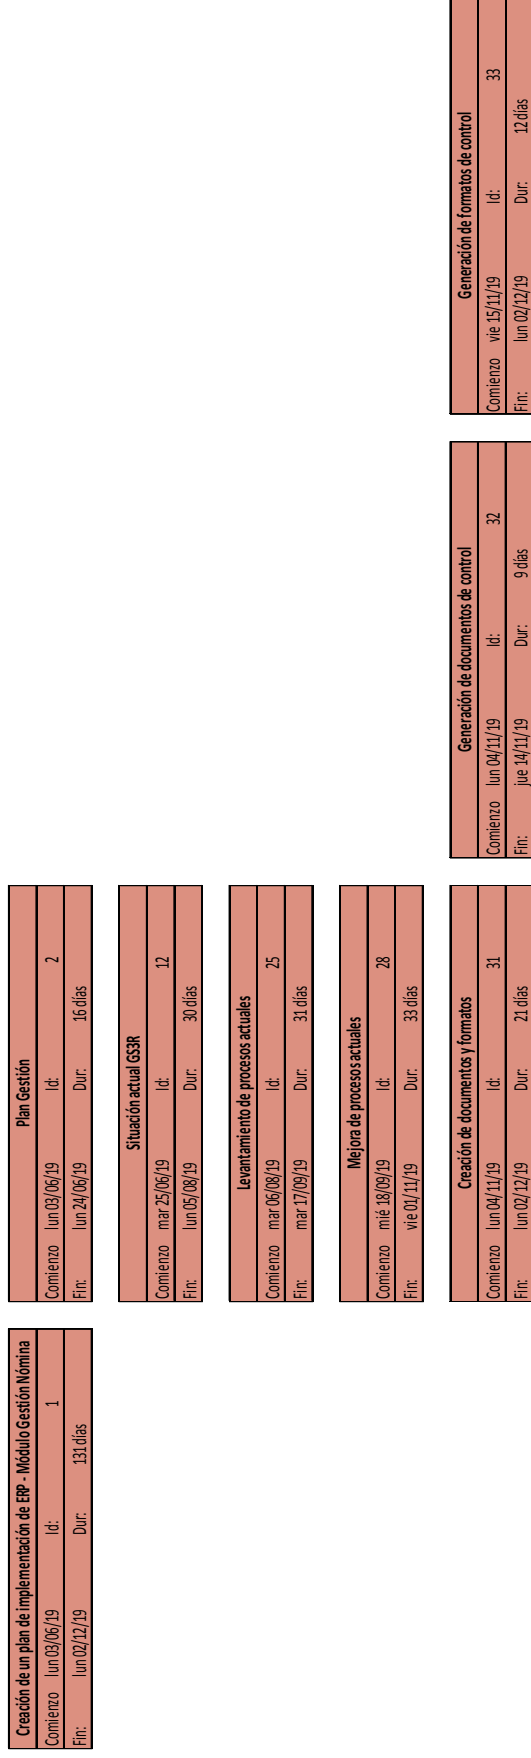 Creación de un plan de implementación de ERP - Módulo Gestión Nómina
Comienzo lun 03/06/19 Id: 1
Fin: lun 02/12/19 Dur: 131 días
Plan Gestión
Comienzo lun 03/06/19 Id: 2
Fin: lun 24/06/19 Dur: 16 días
Situación actual GS3R
Comienzo mar 25/06/19 Id: 12
Fin: lun 05/08/19 Dur: 30 días
Levantamiento de procesos actuales
Comienzo mar 06/08/19 Id: 25
Fin: mar 17/09/19 Dur: 31 días
Mejora de procesos actuales
Comienzo mié 18/09/19 Id: 28
Fin: vie 01/11/19 Dur: 33 días
Creación de documentos y formatos
Comienzo lun 04/11/19 Id: 31
Fin: lun 02/12/19 Dur: 21 días
Generación de documentos de control
Comienzo lun 04/11/19 Id: 32
Fin: jue 14/11/19 Dur: 9 días
Generación de formatos de control
Comienzo vie 15/11/19 Id: 33
Fin: lun 02/12/19 Dur: 12 días